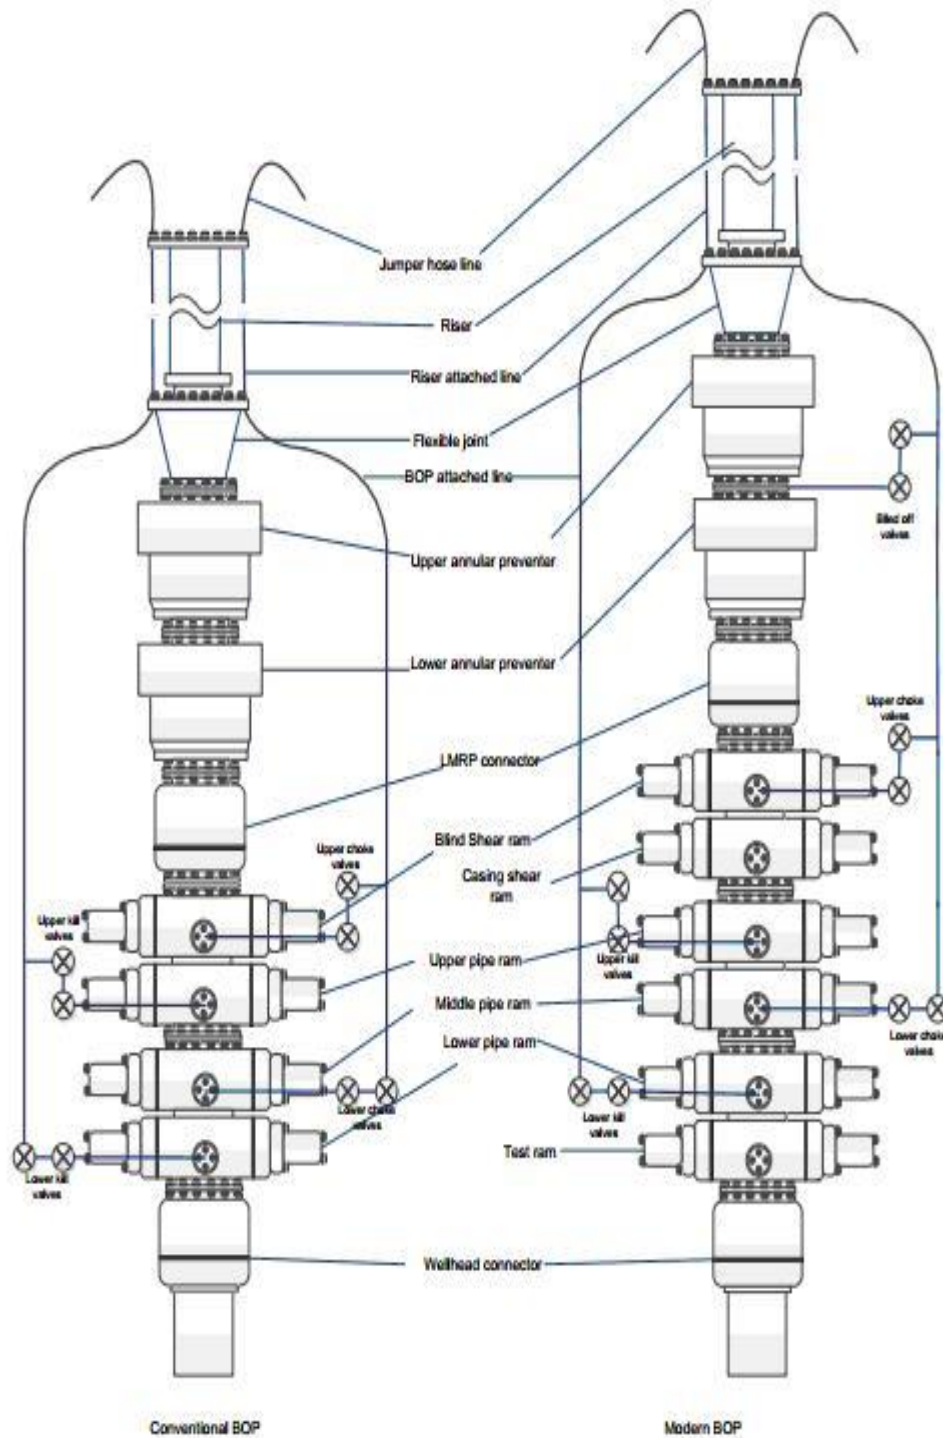 Jumper hose line
Riser
Riser attached line
Flexible joint
BOP attached line
Billed off
valves
Upper annular preventer
Lower annular preventer
Upper choke
valves
LMRP connector
Blind Shear ram
Upper choke
valves
Casing shear
ram
Upper kill
valves
Upper pipe ram
Upper kill
valves
Middle pipe ram
Lower pipe ram
Lower choke
valves
Lower choke
valves
Lower kill
valves
Test ram
Lower kill
valves
Wellhead connector
Conventional BOP
Modern BOP